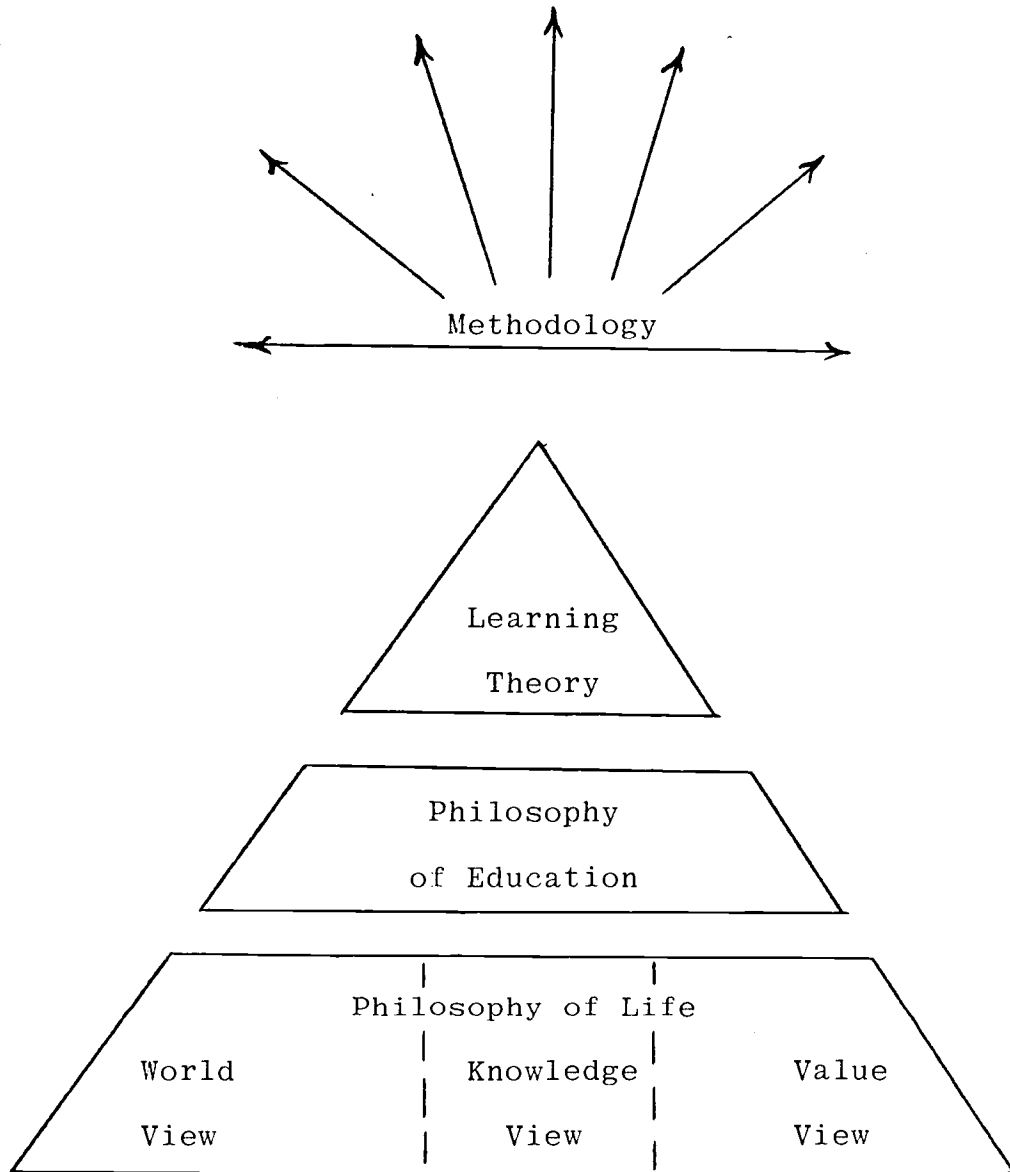 Methodology
Learning
Theory
Philosophy
of Education
Philosophy of Life
World Knowledge Value
View View View